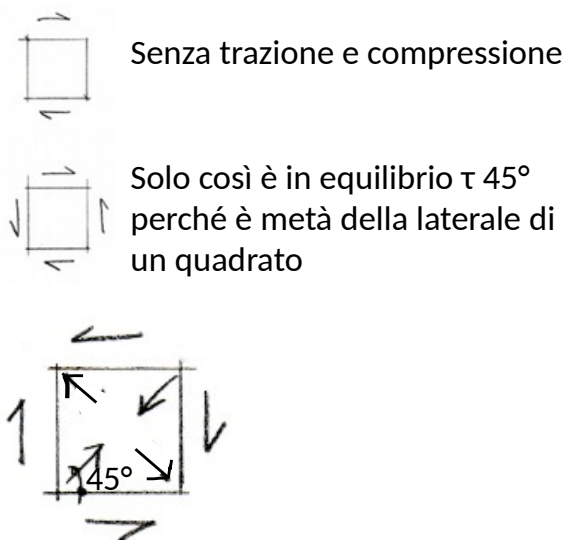 Senza trazione e compressione
Solo così è in equilibrio τ 45°
perché è metà della laterale di
un quadrato
45°